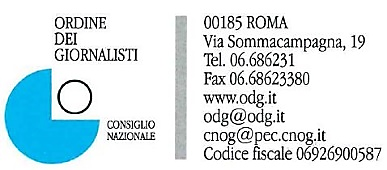 ORDINE
DEI
GIORNALISTI
CONSIGLIO
NAZIONALE
00185 ROMA
Via Sommacampagna, 19
Tel. 06.686231
Fax 06.68623380
www.odg.it
odg@odg.it
cnog@pec.cnog.it
Codice fiscale 06926900587